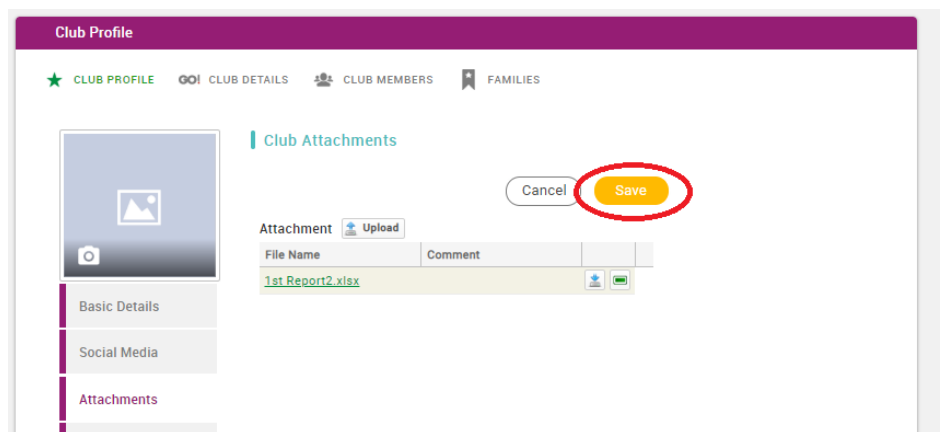 Club Profile
CLUB PROFILE GO! CLUB DETAILS CLUB MEMBERS FAMILIES
Club Attachments
Cancel Save
Attachment Upload
File Name Comment
1st Report2.xlsx
Basic Details
Social Media
Attachments